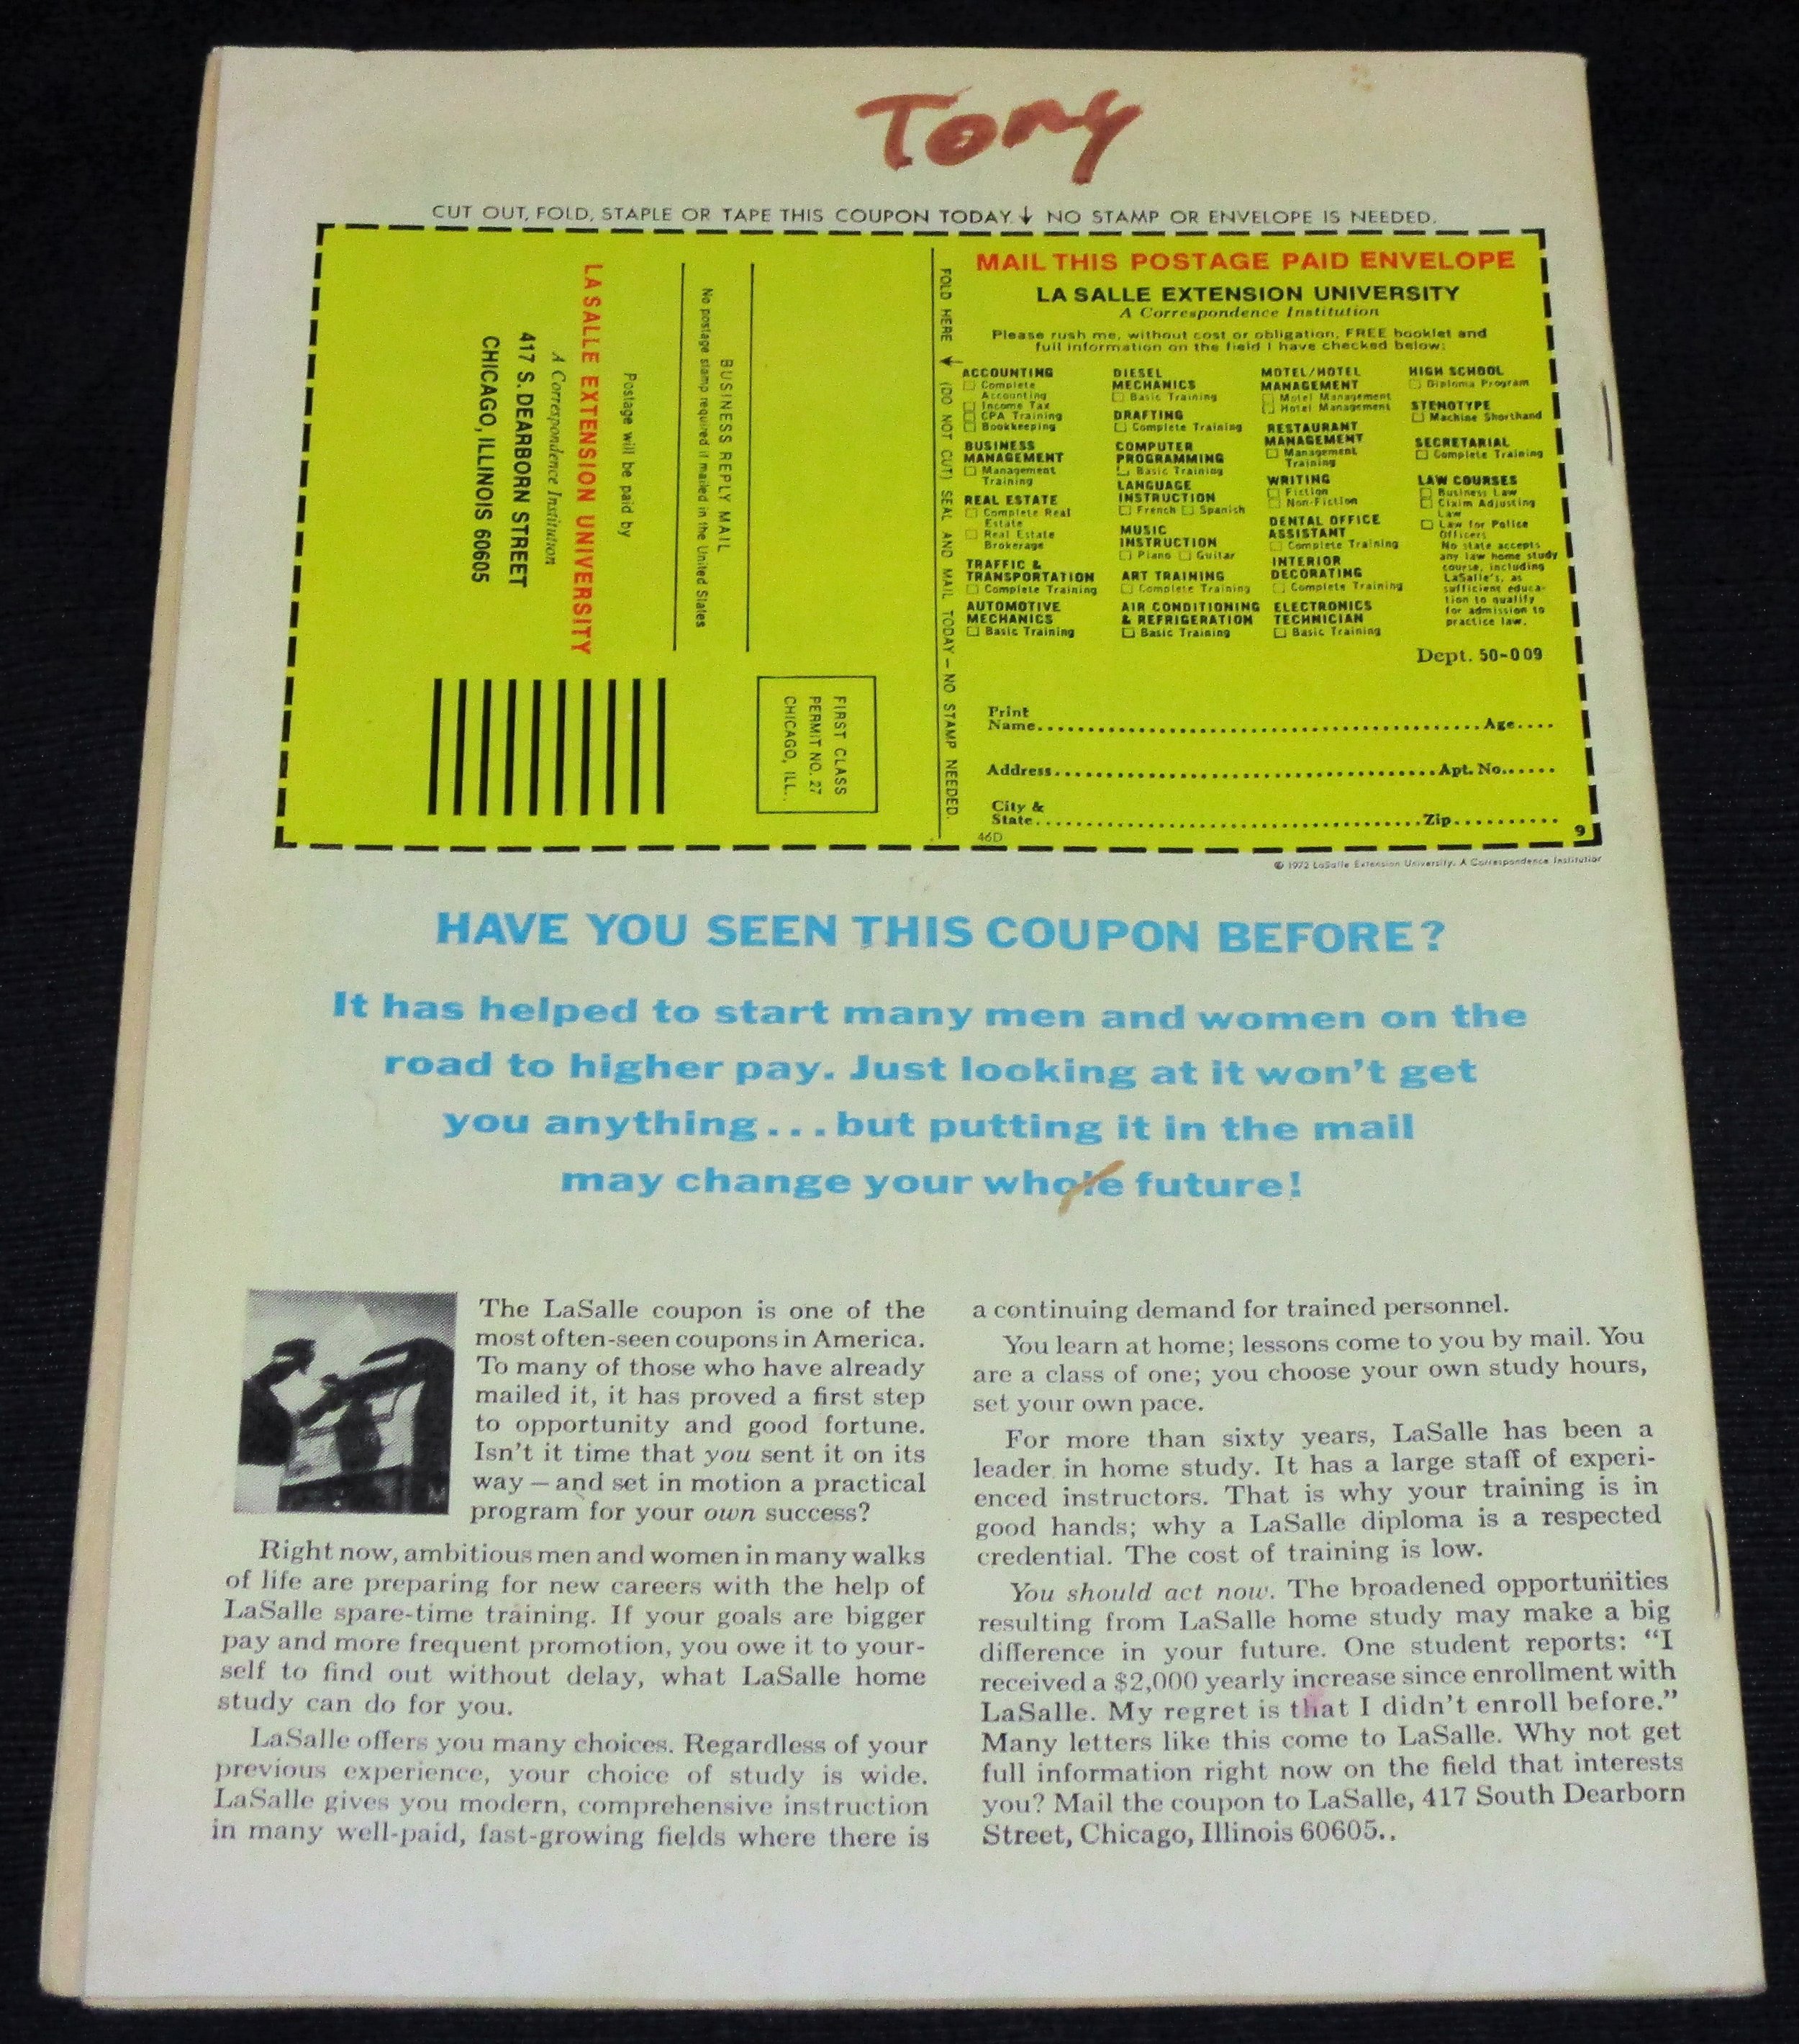 Tony
CUT OUT, FOLD, STAPLE OR TAPE THIS COUPON TODAY ↓ NO STAMP OR ENVELOPE IS NEEDED.
BUSINESS REPLY MAIL
No postage stamp required if mailed in the United States
Postage will be paid by
LA SALLE EXTENSION UNIVERSITY
A Correspondence Institution
417 S. DEARBORN STREET
CHICAGO, ILLINOIS 60605
FIRST CLASS
PERMIT NO. 27
CHICAGO, ILL..
FOLD HERE ↓ (DO NOT CUT) SEAL AND MAIL TODAY — NO STAMP NEEDED.
MAIL THIS POSTAGE PAID ENVELOPE
LA SALLE EXTENSION UNIVERSITY
A Correspondence Institution
Please rush me, without cost or obligation, FREE booklet and
full information on the field I have checked below:
ACCOUNTING
☐ Complete
Accounting
☐ Income Tax
☐ CPA Training
☐ Bookkeeping
BUSINESS
MANAGEMENT
☐ Management
Training
REAL ESTATE
☐ Complete Real
Estate
☐ Real Estate
Brokerage
TRAFFIC &
TRANSPORTATION
☐ Complete Training
AUTOMOTIVE
MECHANICS
☐ Basic Training
DIESEL
MECHANICS
☐ Basic Training
DRAFTING
☐ Complete Training
COMPUTER
PROGRAMMING
☐ Basic Training
LANGUAGE
INSTRUCTION
☐ French ☐ Spanish
MUSIC
INSTRUCTION
☐ Piano ☐ Guitar
ART TRAINING
☐ Complete Training
AIR CONDITIONING
& REFRIGERATION
☐ Basic Training
MOTEL/HOTEL
MANAGEMENT
☐ Motel Management
☐ Hotel Management
RESTAURANT
MANAGEMENT
☐ Management
Training
WRITING
☐ Fiction
☐ Non-Fiction
DENTAL OFFICE
ASSISTANT
☐ Complete Training
INTERIOR
DECORATING
☐ Complete Training
ELECTRONICS
TECHNICIAN
☐ Basic Training
HIGH SCHOOL
☐ Diploma Program
STENOTYPE
☐ Machine Shorthand
SECRETARIAL
☐ Complete Training
LAW COURSES
☐ Business Law
☐ Claim Adjusting
Law
☐ Law for Police
Officers
No state accepts
any law home study
course, including
LaSalle's, as
sufficient educa-
tion to qualify
for admission to
practice law.
Dept. 50-009
Print
Name........ Age....
Address........ Apt. No......
City &
State........ Zip..........
46D
9
© 1972 LaSalle Extension University, A Correspondence Institution
HAVE YOU SEEN THIS COUPON BEFORE?
It has helped to start many men and women on the
road to higher pay. Just looking at it won't get
you anything...but putting it in the mail
may change your whole future!
The LaSalle coupon is one of the
most often-seen coupons in America.
To many of those who have already
mailed it, it has proved a first step
to opportunity and good fortune.
Isn't it time that you sent it on its
way — and set in motion a practical
program for your own success?
Right now, ambitious men and women in many walks
of life are preparing for new careers with the help of
LaSalle spare-time training. If your goals are bigger
pay and more frequent promotion, you owe it to your-
self to find out without delay, what LaSalle home
study can do for you.
LaSalle offers you many choices. Regardless of your
previous experience, your choice of study is wide.
LaSalle gives you modern, comprehensive instruction
in many well-paid, fast-growing fields where there is
a continuing demand for trained personnel.
You learn at home; lessons come to you by mail. You
are a class of one; you choose your own study hours,
set your own pace.
For more than sixty years, LaSalle has been a
leader in home study. It has a large staff of experi-
enced instructors. That is why your training is in
good hands; why a LaSalle diploma is a respected
credential. The cost of training is low.
You should act now. The broadened opportunities
resulting from LaSalle home study may make a big
difference in your future. One student reports: “I
received a $2,000 yearly increase since enrollment with
LaSalle. My regret is that I didn't enroll before.”
Many letters like this come to LaSalle. Why not get
full information right now on the field that interests
you? Mail the coupon to LaSalle, 417 South Dearborn
Street, Chicago, Illinois 60605..